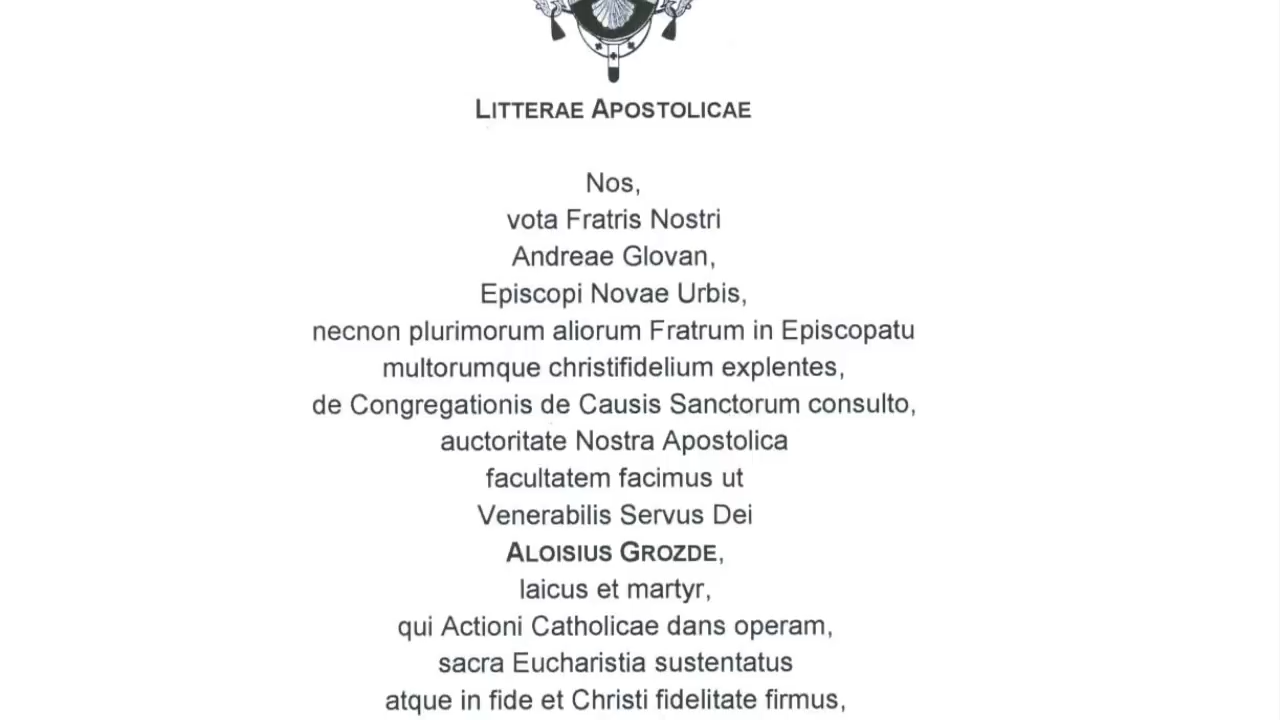 LITTERAE APOSTOLICAE
Nos,
vota Fratris Nostri
Andreae Glovan,
Episcopi Novae Urbis,
necnon plurimorum aliorum Fratrum in Episcopatu
multorumque christifidelium explentes,
de Congregationis de Causis Sanctorum consulto,
auctoritate Nostra Apostolica
facultatem facimus ut
Venerabilis Servus Dei
ALOISIUS GROZDE,
laicus et martyr,
qui Actioni Catholicae dans operam,
sacra Eucharistia sustentatus
atque in fide et Christi fidelitate firmus,